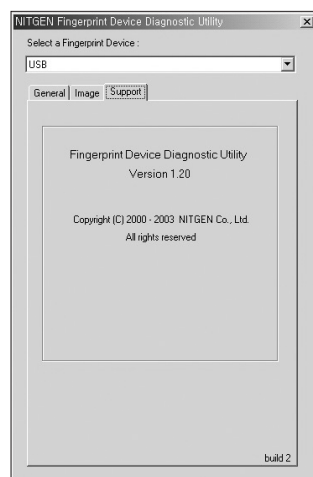 NITGEN Fingerprint Device Diagnostic Utility
Select a Fingerprint Device :
USB
General Image Support
Fingerprint Device Diagnostic Utility
Version 1.20
Copyright (C) 2000 - 2003 NITGEN Co., Ltd.
All rights reserved
build 2